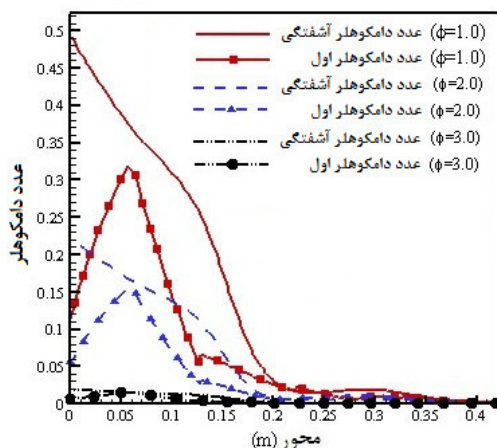 0.5
0.45
0.4
0.35
0.3
0.25
0.2
0.15
0.1
0.05
0
عدد دامکوهلر
عدد دامکوهلر آشفتگی (ϕ=1.0)
عدد دامکوهلر اول (ϕ=1.0)
عدد دامکوهلر آشفتگی (ϕ=2.0)
عدد دامکوهلر اول (ϕ=2.0)
عدد دامکوهلر آشفتگی (ϕ=3.0)
عدد دامکوهلر اول (ϕ=3.0)
0 0.05 0.1 0.15 0.2 0.25 0.3 0.35 0.4
محور (m)